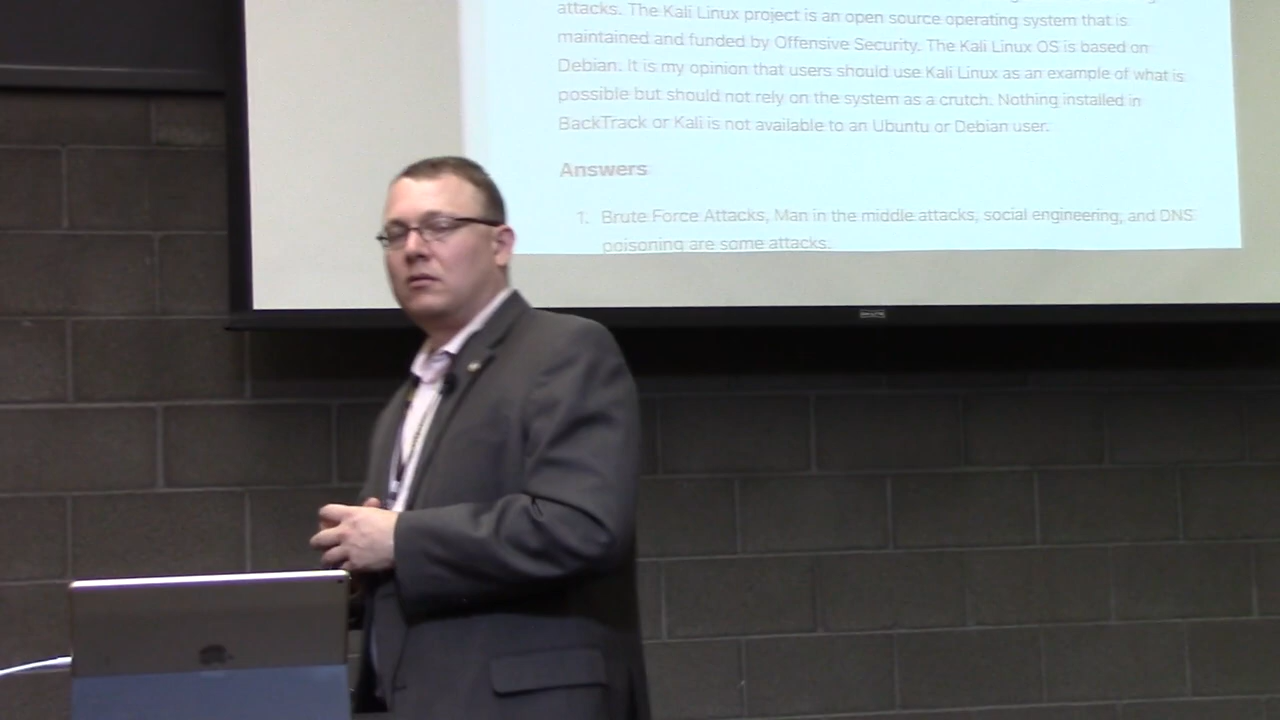 attacks. The Kali Linux project is an open source operating system that is
maintained and funded by Offensive Security. The Kali Linux OS is based on
Debian. It is my opinion that users should use Kali Linux as an example of what is
possible but should not rely on the system as a crutch. Nothing installed in
BackTrack or Kali is not available to an Ubuntu or Debian user.
Answers
1. Brute Force Attacks, Man in the middle attacks, social engineering, and DNS
poisoning are some attacks.